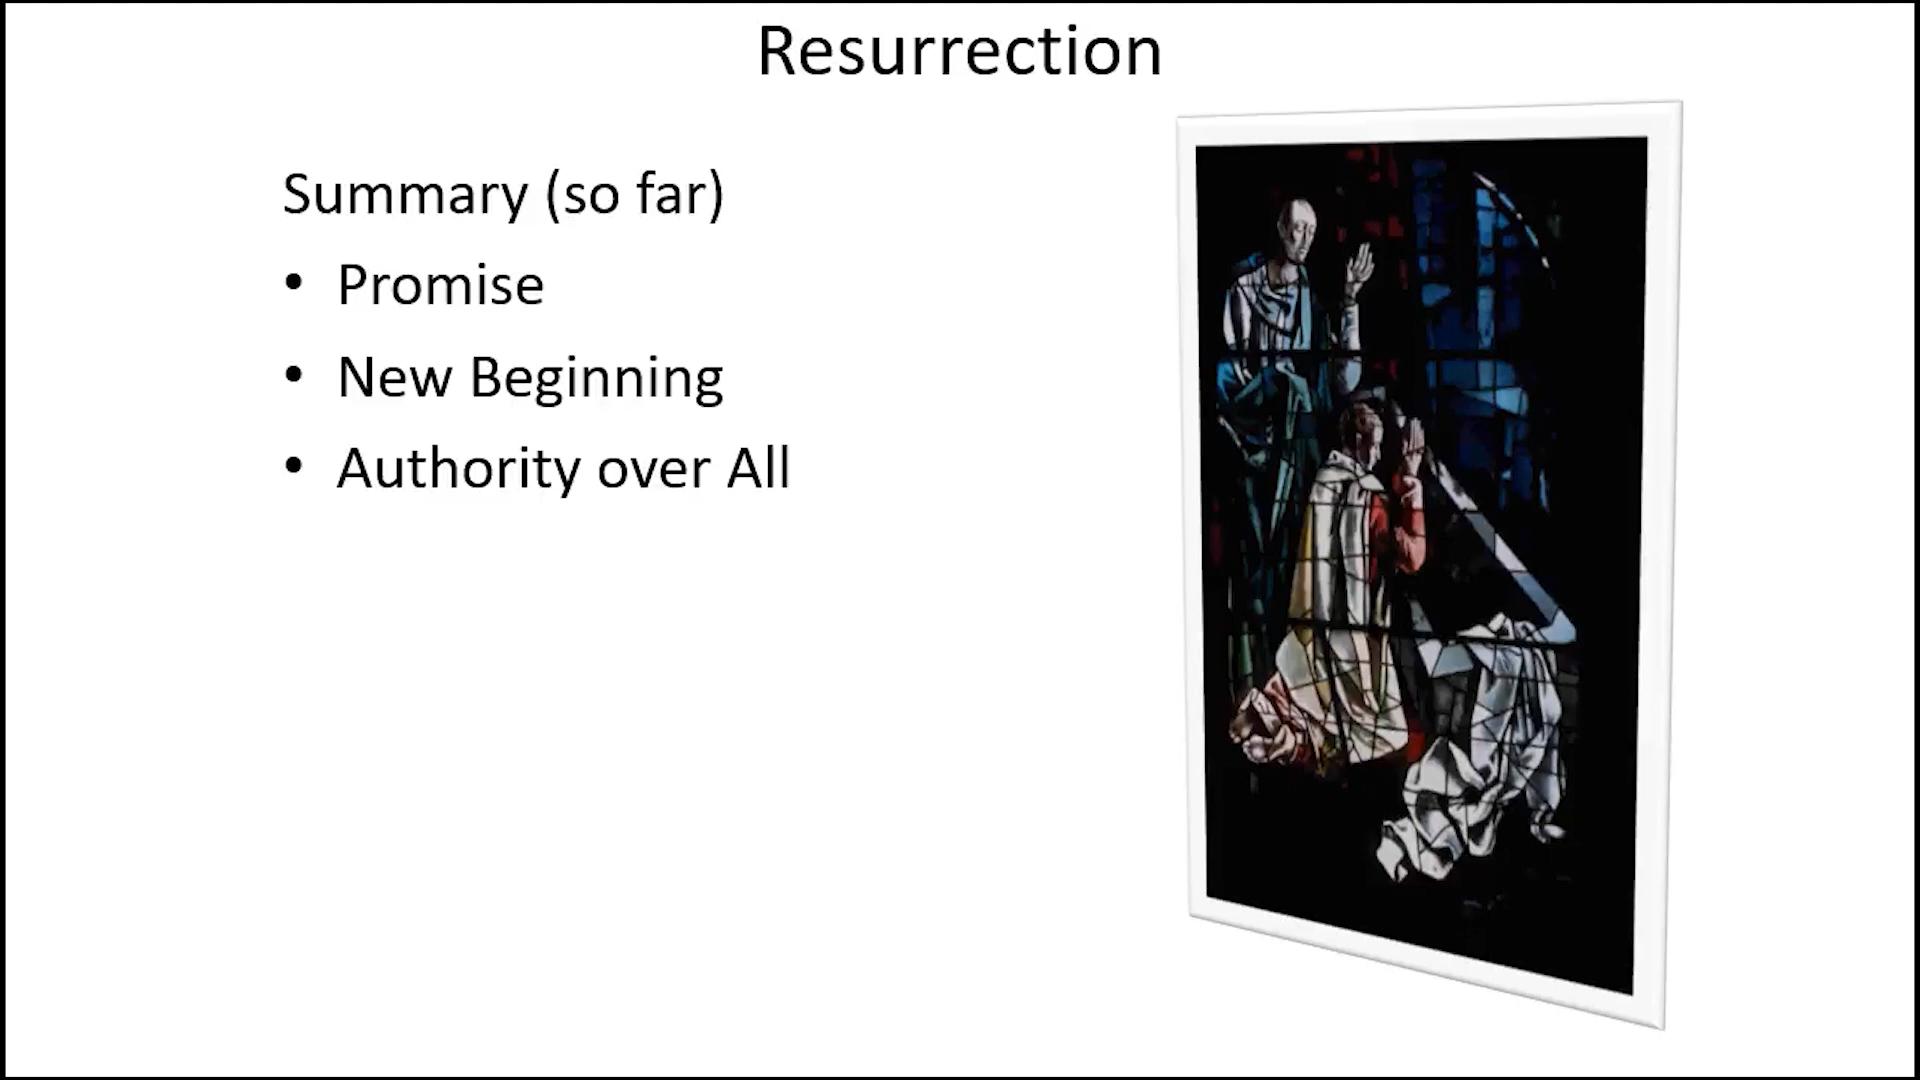 Resurrection
Summary (so far)
• Promise
• New Beginning
• Authority over All